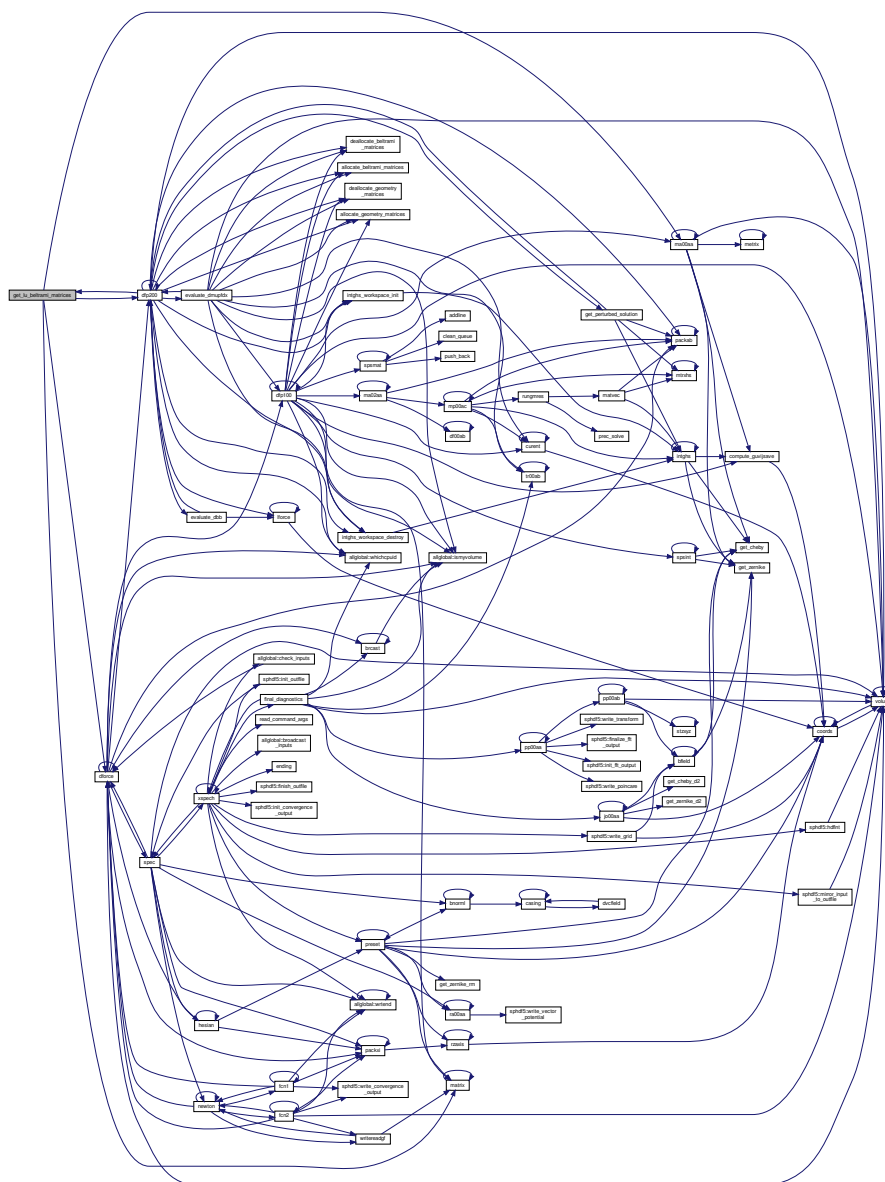 deallocate_beltrami
_matrices
allocate_beltrami_matrices
deallocate_geometry
_matrices
allocate_geometry_matrices
ma00aa
metrix
get_lu_beltrami_matrices
dfp200
evaluate_dmupfdx
intghs_workspace_init
addline
get_perturbed_solution
clean_queue
packab
push_back
spsmat
mtrxhs
dfp100
ma02aa
rungmres
matvec
mp00ac
df00ab
prec_solve
curent
intghs
compute_guvijsave
tr00ab
evaluate_dbb
lforce
intghs_workspace_destroy
get_cheby
allglobal::whichcpuid
allglobal::ismyvolume
spsint
get_zernike
brcast
allglobal::check_inputs
sphdf5::init_outfile
final_diagnostics
pp00ab
volu
read_command_args
sphdf5::write_transform
stzxyz
coords
allglobal::broadcast
_inputs
pp00aa
sphdf5::finalize_flt
_output
bfield
ending
sphdf5::init_flt_output
dforce
sphdf5::finish_outfile
sphdf5::write_poincare
get_cheby_d2
xspech
sphdf5::init_convergence
_output
get_zernike_d2
jo00aa
sphdf5::hdfint
sphdf5::write_grid
spec
sphdf5::mirror_input
_to_outfile
bnorml
casing
dvcfield
preset
get_zernike_rm
allglobal::wrtend
ra00aa
sphdf5::write_vector
_potential
hesian
packxi
rzaxis
fcn1
sphdf5::write_convergence
_output
matrix
newton
fcn2
writereadgf